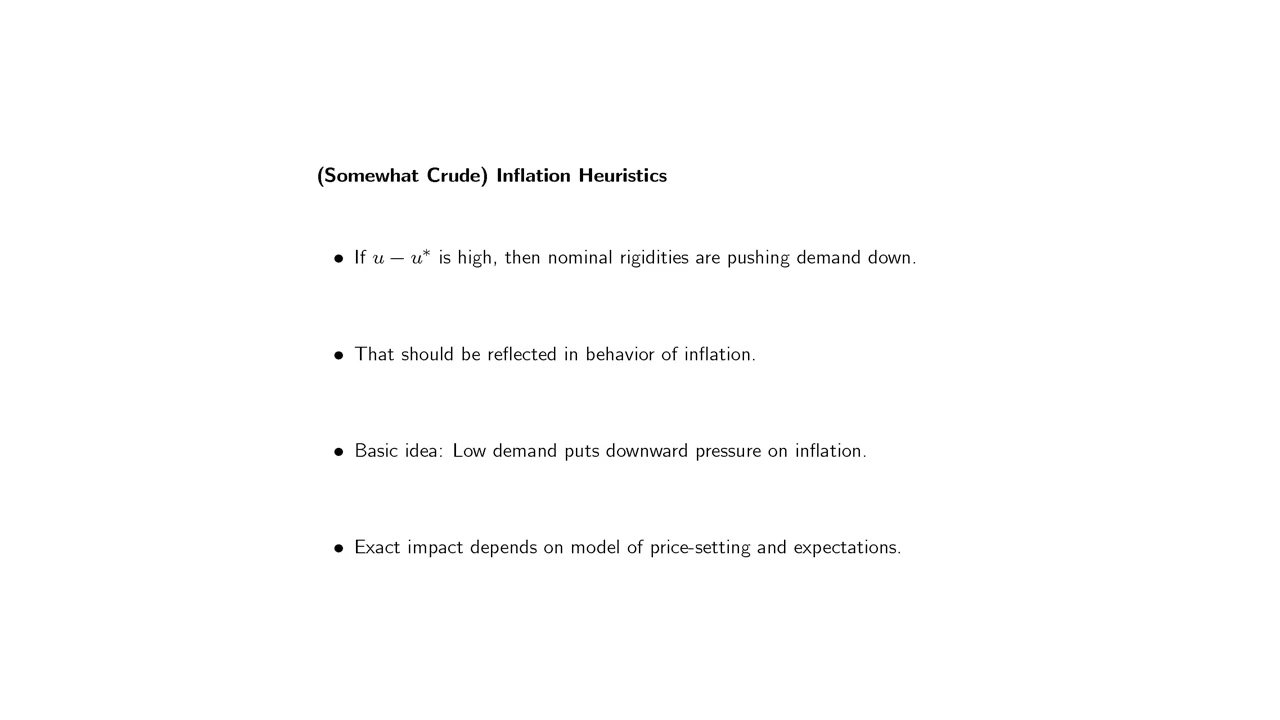 (Somewhat Crude) Inflation Heuristics
• If u − u* is high, then nominal rigidities are pushing demand down.
• That should be reflected in behavior of inflation.
• Basic idea: Low demand puts downward pressure on inflation.
• Exact impact depends on model of price-setting and expectations.